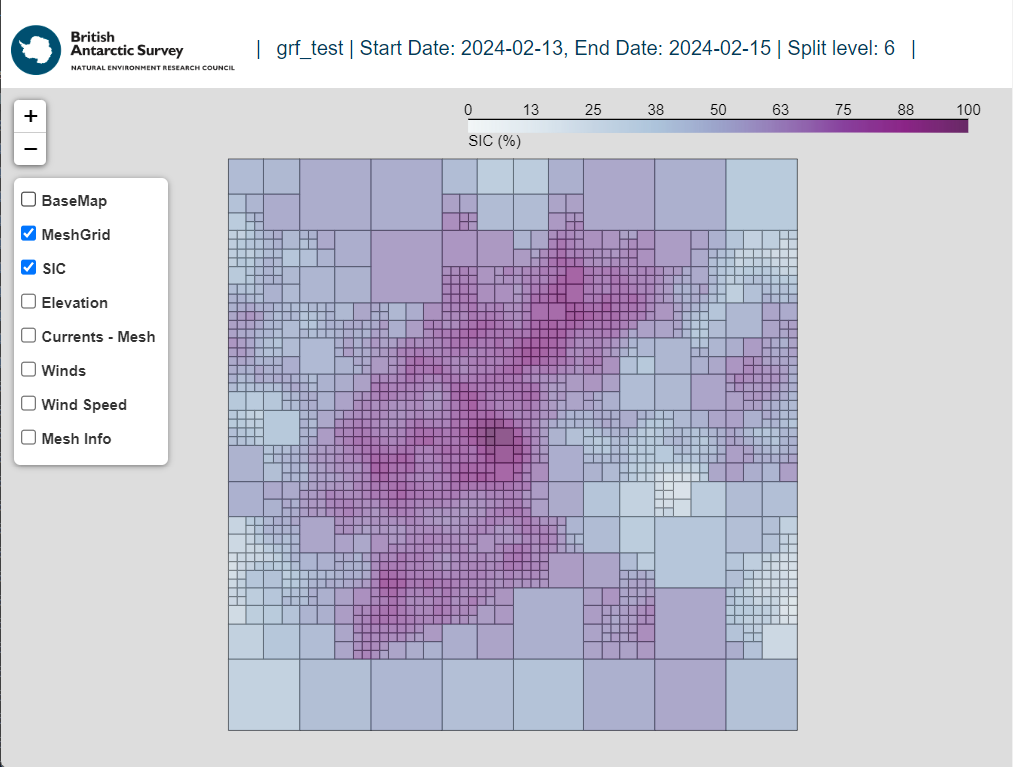 British
Antarctic Survey
NATURAL ENVIRONMENT RESEARCH COUNCIL
| grf_test | Start Date: 2024-02-13, End Date: 2024-02-15 | Split level: 6 |
+
−
0 13 25 38 50 63 75 88 100
SIC (%)
BaseMap
MeshGrid
SIC
Elevation
Currents - Mesh
Winds
Wind Speed
Mesh Info